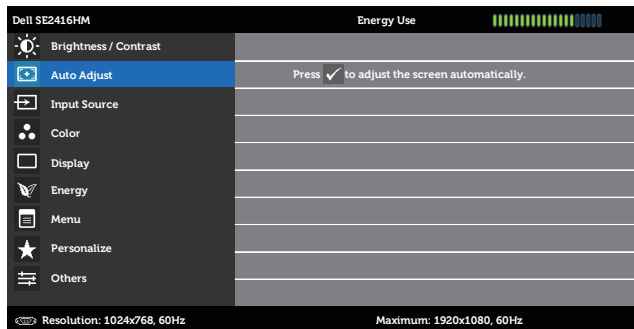 Dell SE2416HM Energy Use
Brightness / Contrast
Auto Adjust Press to adjust the screen automatically.
Input Source
Color
Display
Energy
Menu
Personalize
Others
Resolution: 1024x768, 60Hz Maximum: 1920x1080, 60Hz